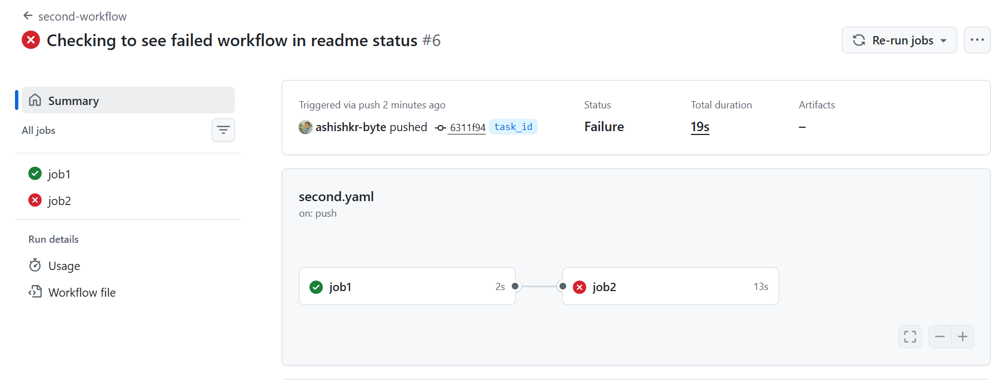 second-workflow
Checking to see failed workflow in readme status #6
Re-run jobs
Summary
All jobs
job1
job2
Run details
Usage
Workflow file
Triggered via push 2 minutes ago
ashishkr-byte pushed 6311f94 task_id
Status
Failure
Total duration
19s
Artifacts
–
second.yaml
on: push
job1 2s
job2 13s